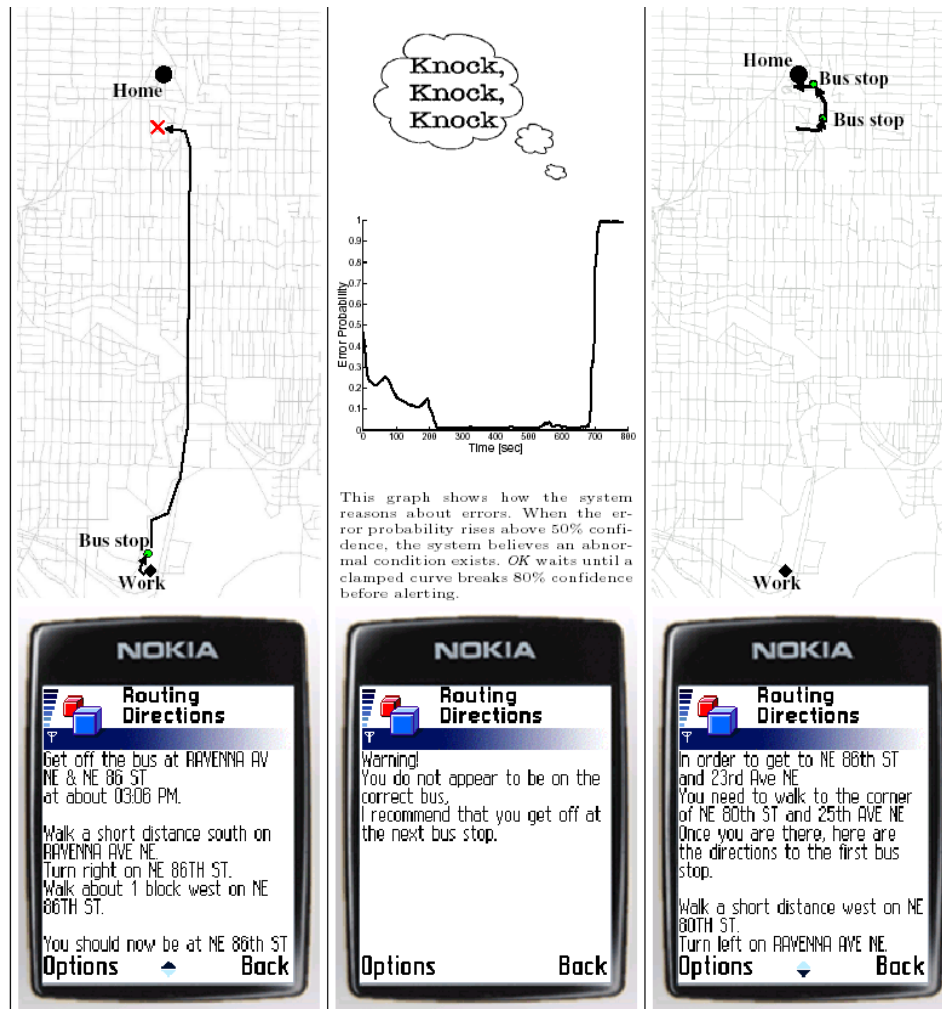 Home
Bus stop
Work
Knock,
Knock,
Knock
Error Probability
1
0.9
0.8
0.7
0.6
0.5
0.4
0.3
0.2
0.1
0
0 100 200 300 400 500 600 700 800
Time [sec]
This graph shows how the system
reasons about errors. When the er-
ror probability rises above 50% confi-
dence, the system believes an abnor-
mal condition exists. OK waits until a
clamped curve breaks 80% confidence
before alerting.
Home
Bus stop
Bus stop
Work
NOKIA
Routing
Directions
Get off the bus at RAVENNA AV
NE & NE 86 ST
at about 03:06 PM.
Walk a short distance south on
RAVENNA AVE NE.
Turn right on NE 86TH ST.
Walk about 1 block west on NE
86TH ST.
You should now be at NE 86th ST
Options Back
NOKIA
Routing
Directions
Warning!
You do not appear to be on the
correct bus,
I recommend that you get off at
the next bus stop.
Options Back
NOKIA
Routing
Directions
In order to get to NE 86th ST
and 23rd Ave NE
You need to walk to the corner
of NE 80th ST and 25th AVE NE
Once you are there, here are
the directions to the first bus
stop.
Walk a short distance west on NE
80TH ST.
Turn left on RAVENNA AVE NE.
Options Back